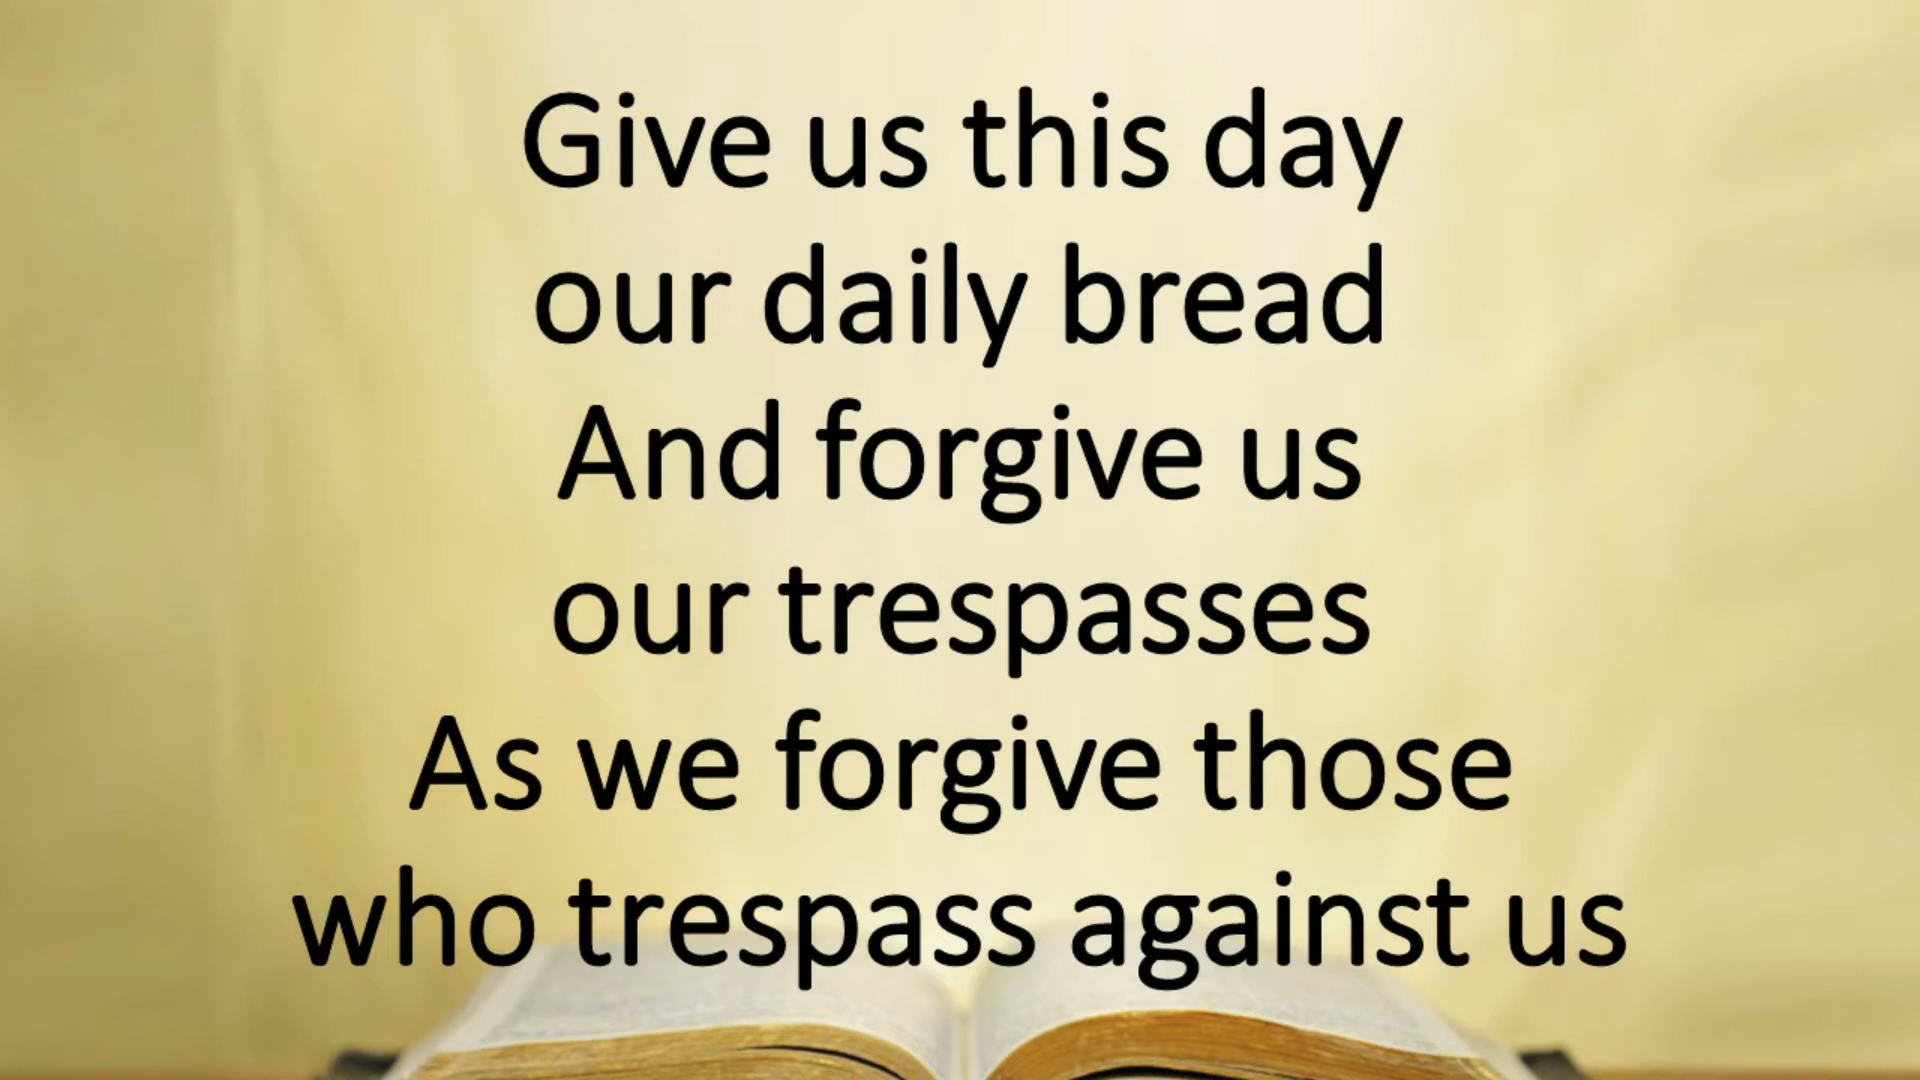 Give us this day
our daily bread
And forgive us
our trespasses
As we forgive those
who trespass against us